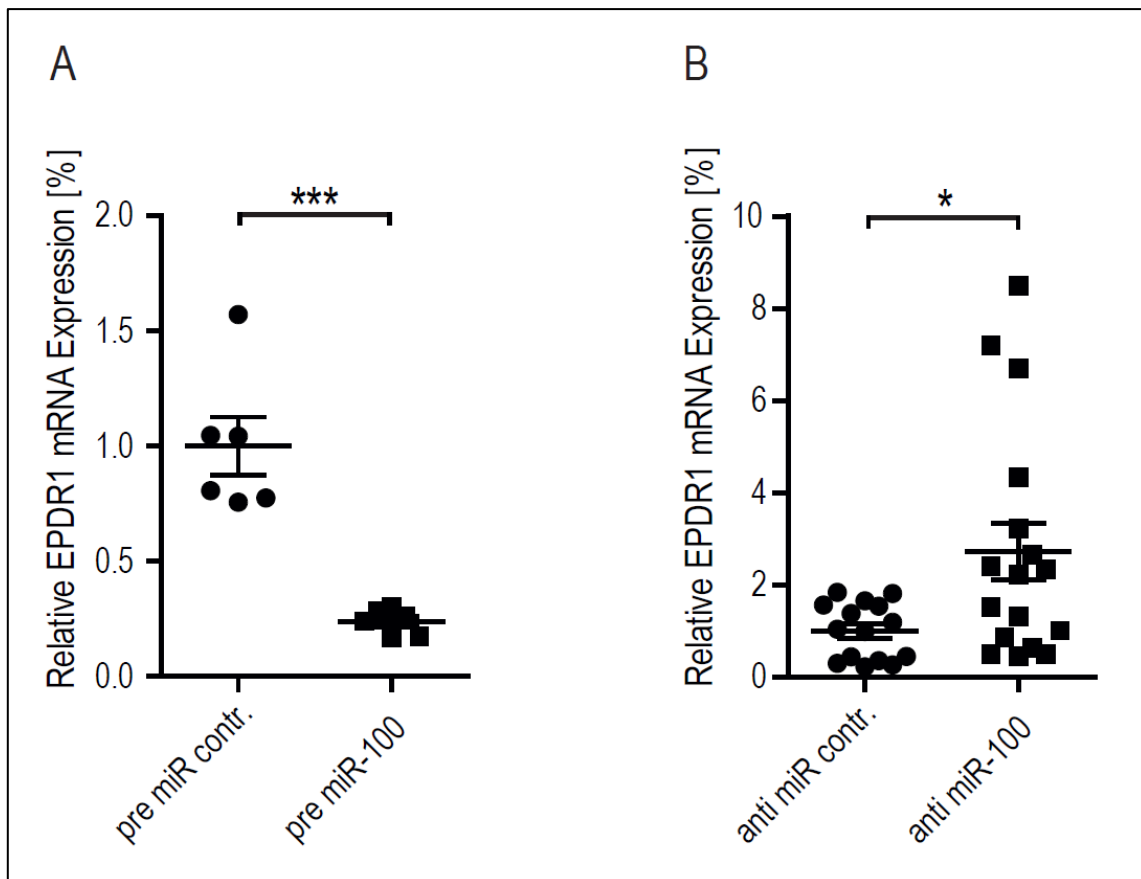 A
Relative EPDR1 mRNA Expression [%]
2.0
1.5
1.0
0.5
0.0
***
pre miR contr.
pre miR-100
B
Relative EPDR1 mRNA Expression [%]
10
8
6
4
2
0
*
anti miR contr.
anti miR-100